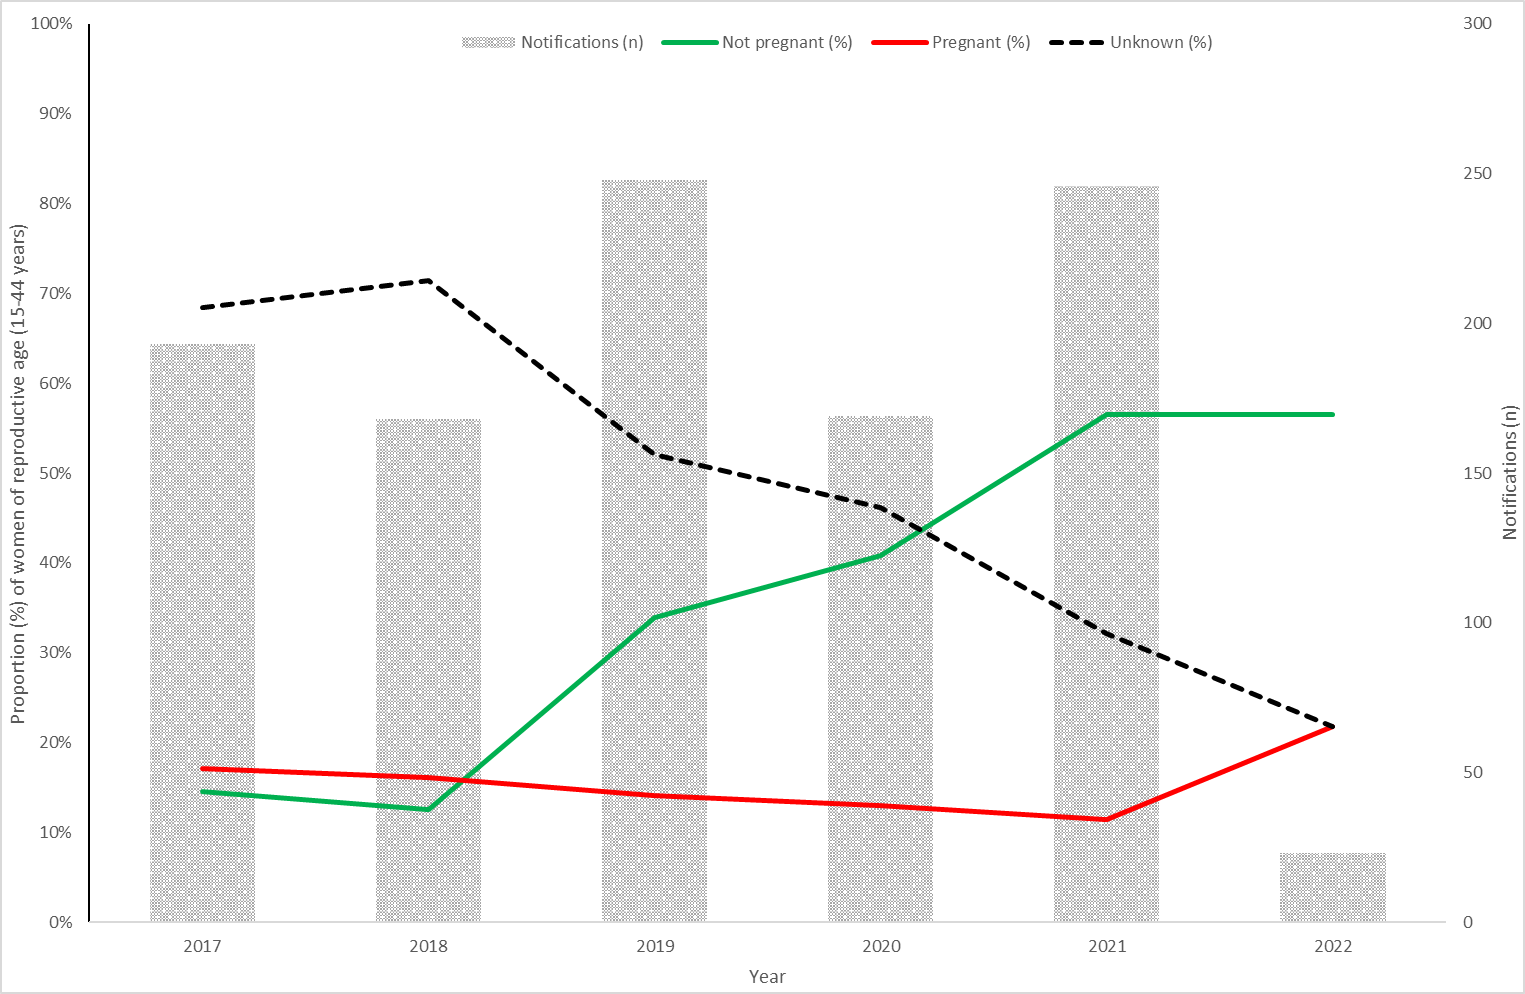 100% 300
Notifications (n) Not pregnant (%) Pregnant (%) Unknown (%)
90%
80% 250
70%
60% 200
50% 150
40%
30% 100
20% 50
10%
0% 0
Proportion (%) of women of reproductive age (15-44 years)
Notifications (n)
2017 2018 2019 2020 2021 2022
Year